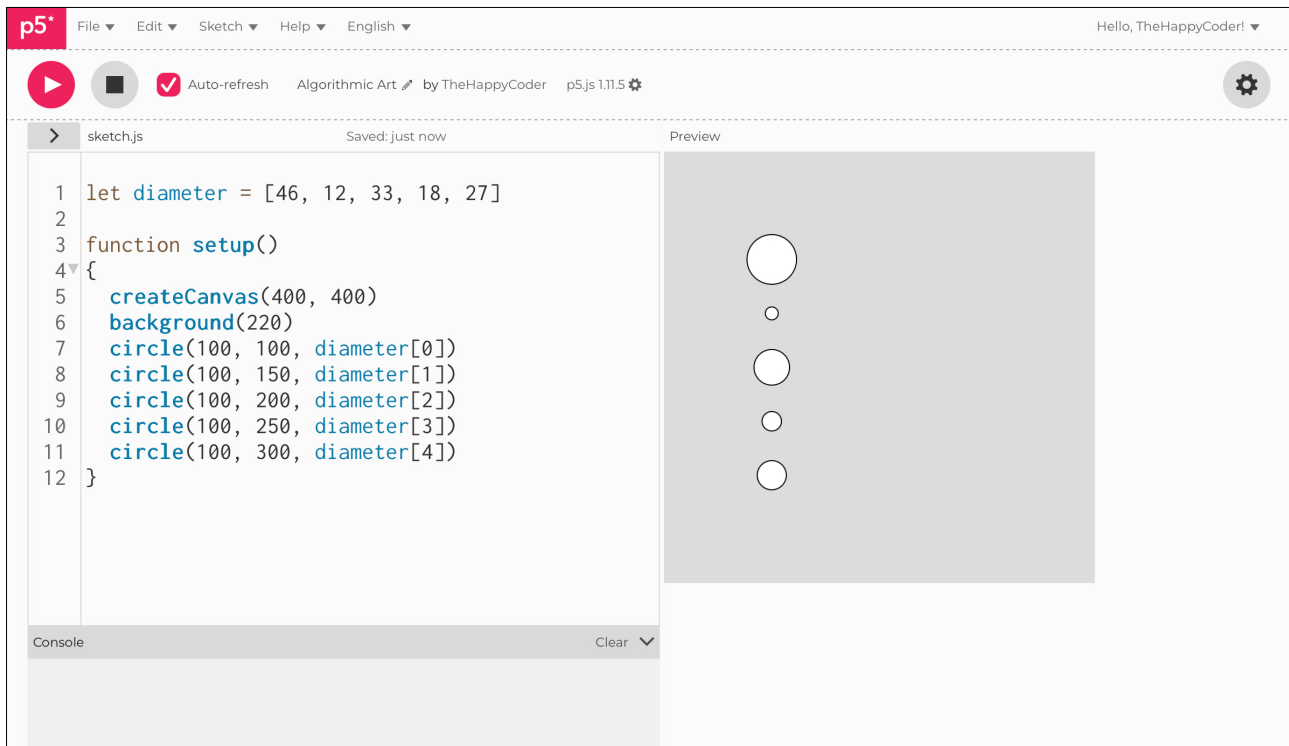 p5* File Edit Sketch Help English Hello, TheHappyCoder!
Auto-refresh Algorithmic Art by TheHappyCoder p5.js 1.11.5
sketch.js Saved: just now Preview
1 let diameter = [46, 12, 33, 18, 27]
2
3 function setup()
4 {
5 createCanvas(400, 400)
6 background(220)
7 circle(100, 100, diameter[0])
8 circle(100, 150, diameter[1])
9 circle(100, 200, diameter[2])
10 circle(100, 250, diameter[3])
11 circle(100, 300, diameter[4])
12 }
Console Clear